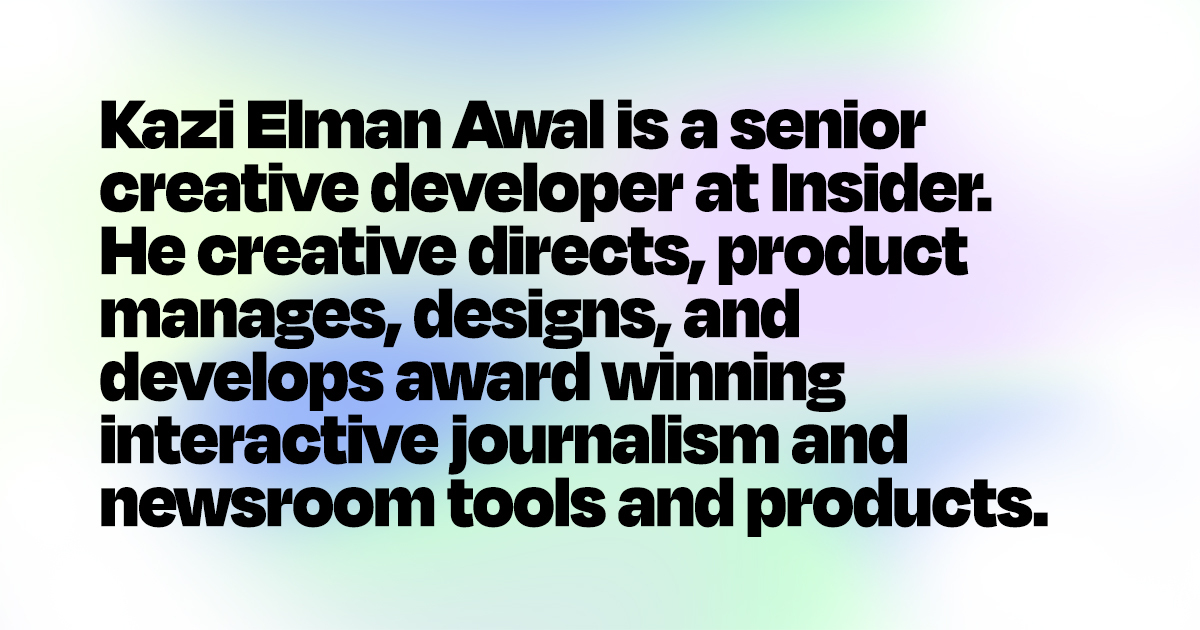 Kazi Elman Awal is a senior
creative developer at Insider.
He creative directs, product
manages, designs, and
develops award winning
interactive journalism and
newsroom tools and products.